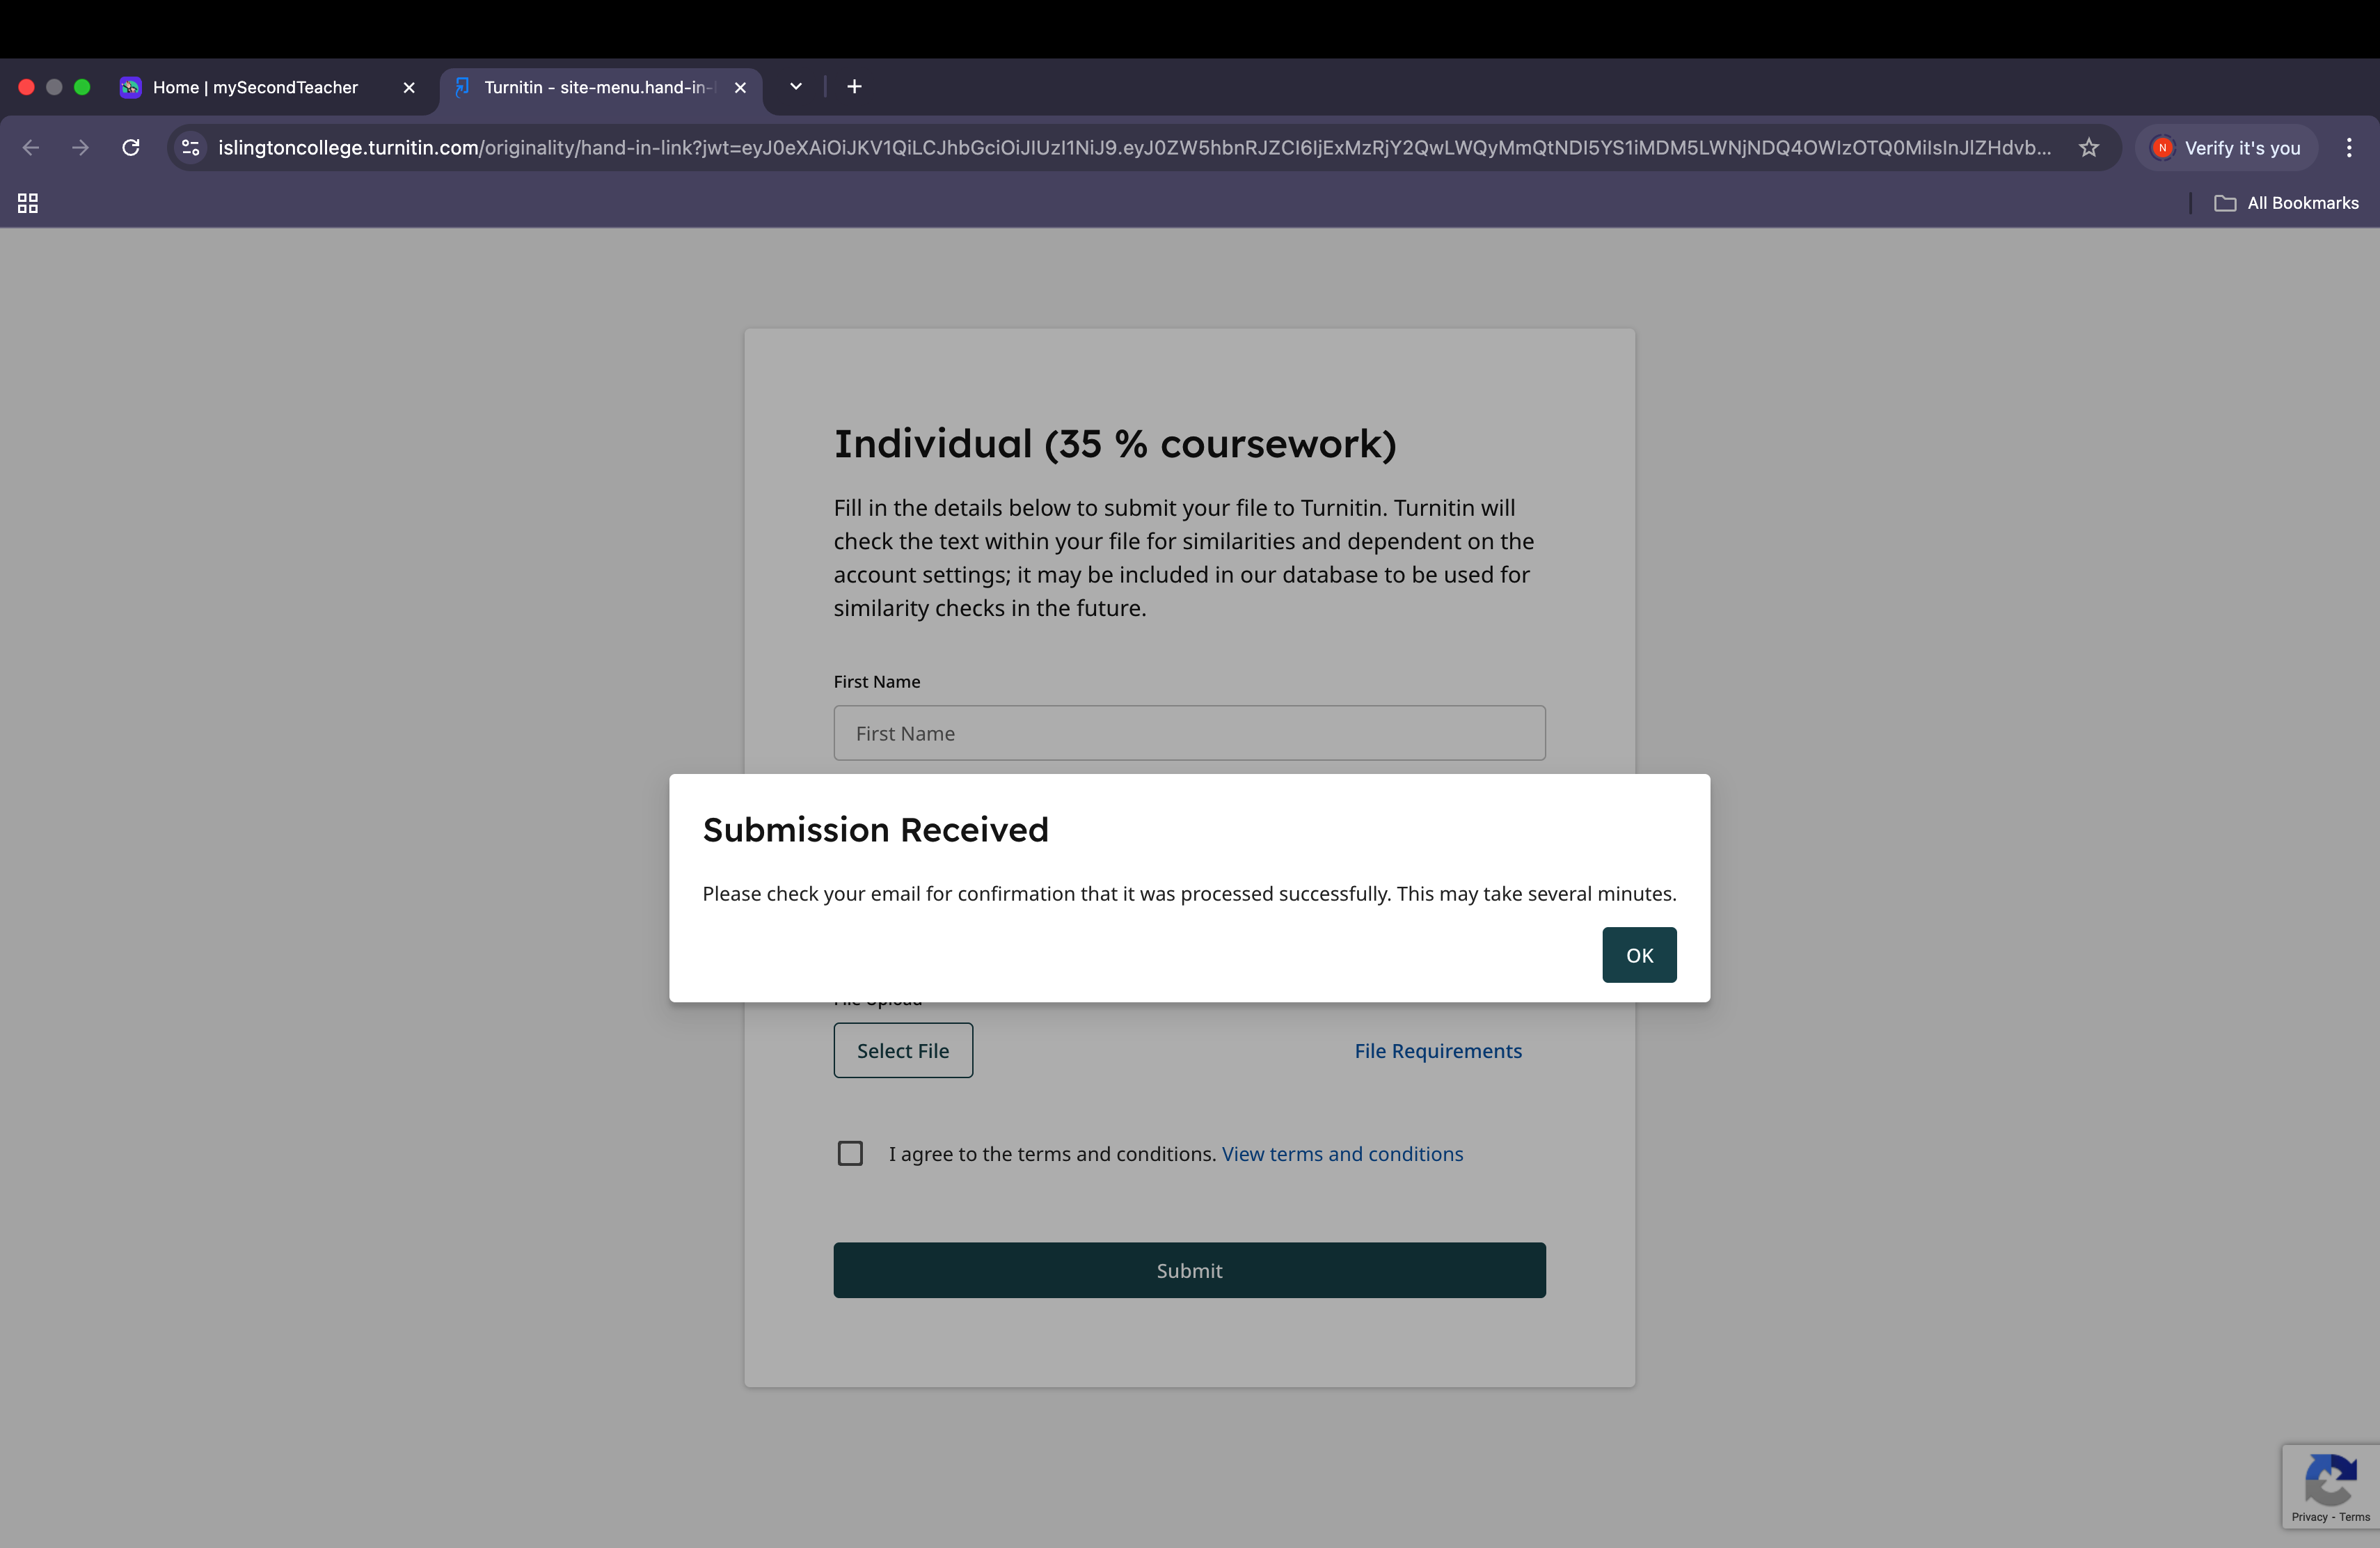 Home | mySecondTeacher
Turnitin - site-menu.hand-in-
islingtoncollege.turnitin.com/originality/hand-in-link?jwt=eyJ0eXAiOiJKV1QiLCJhbGciOiJIUzI1NiJ9.eyJ0ZW5hbnRJZCI6IjExMzRjY2QwLWQyMmQtNDI5YS1iMDM5LWNjNDQ4OWIzOTQ0MiIsInJlZHdvb...
N
Verify it's you
All Bookmarks
Individual (35 % coursework)
Fill in the details below to submit your file to Turnitin. Turnitin will
check the text within your file for similarities and dependent on the
account settings; it may be included in our database to be used for
similarity checks in the future.
First Name
First Name
Submission Received
Please check your email for confirmation that it was processed successfully. This may take several minutes.
OK
File Upload
Select File
File Requirements
I agree to the terms and conditions. View terms and conditions
Submit
Privacy - Terms